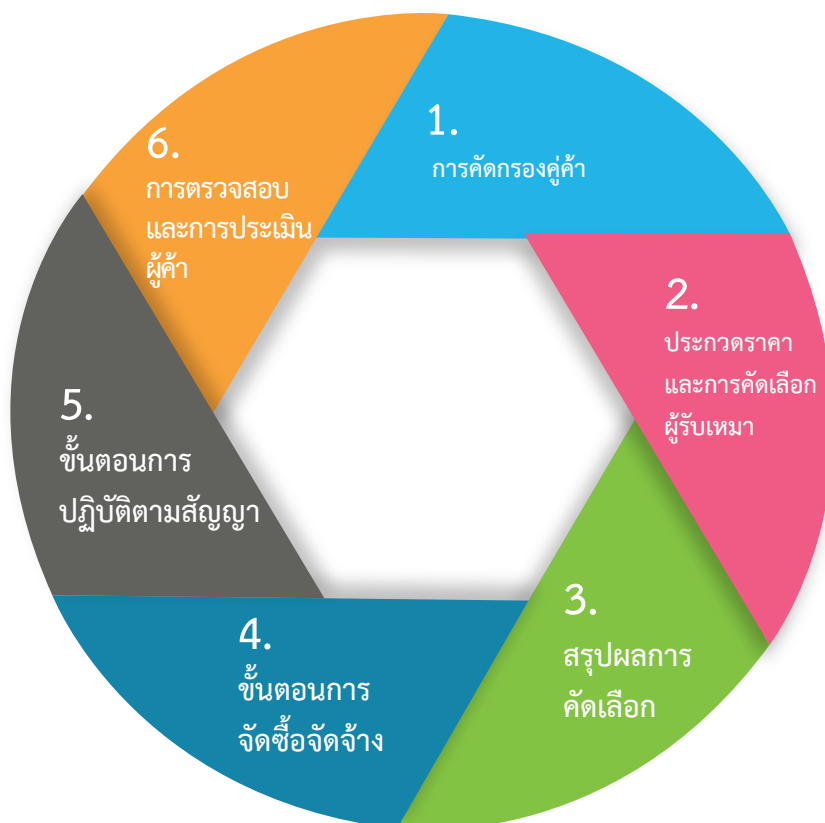 1.
การคัดกรองคู่ค้า
2.
ประกวดราคา
และการคัดเลือก
ผู้รับเหมา
3.
สรุปผลการ
คัดเลือก
4.
ขั้นตอนการ
จัดซื้อจัดจ้าง
5.
ขั้นตอนการ
ปฏิบัติตามสัญญา
6.
การตรวจสอบ
และการประเมิน
ผู้ค้า